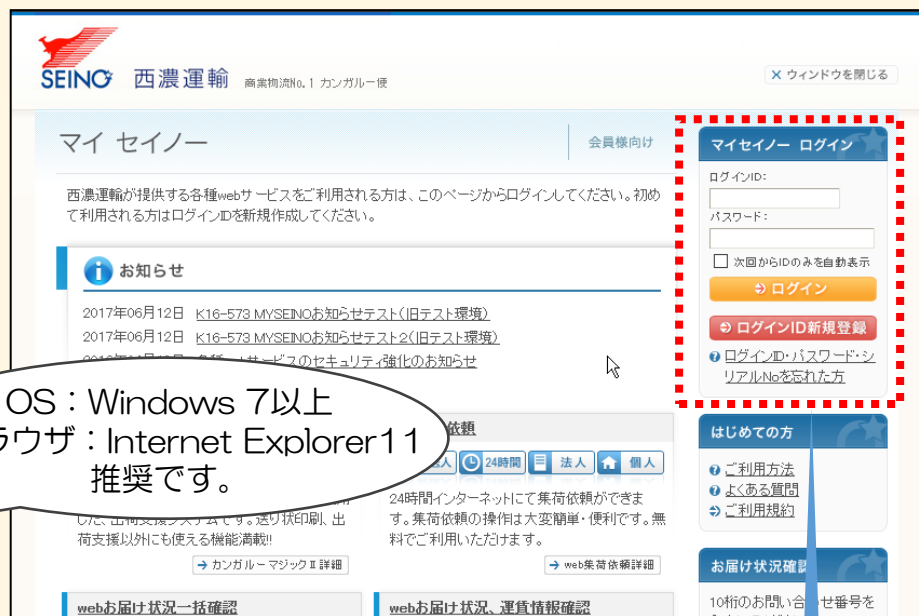 SEINO 西濃運輸 商業物流No.1 カンガルー便
× ウィンドウを閉じる
マイ セイノー
会員様向け
西濃運輸が提供する各種webサービスをご利用される方は、このページからログインしてください。初め
て利用される方はログインIDを新規作成してください。
お知らせ
2017年06月12日 K16-573 MYSEINOお知らせテスト(旧テスト環境)
2017年06月12日 K16-573 MYSEINOお知らせテスト2(旧テスト環境)
サービスのセキュリティ強化のお知らせ
OS:Windows 7以上
ラウザ:Internet Explorer11
推奨です。
した、出荷支援システムです。送り状印刷、出
荷支援以外にも使える機能満載!!
→ カンガルーマジックⅡ詳細
依頼
法人 24時間 法人 個人
24時間インターネットにて集荷依頼ができま
す。集荷依頼の操作は大変簡単・便利です。無
料でご利用いただけます。
→ web集荷依頼詳細
webお届け状況一括確認
webお届け状況、運賃情報確認
マイセイノー ログイン
ログインID:
パスワード:
次回からIDのみを自動表示
ログイン
ログインID新規登録
ログインID・パスワード・シ
リアルNoを忘れた方
はじめての方
ご利用方法
よくある質問
ご利用規約
お届け状況確認
10桁のお問い合せ番号を